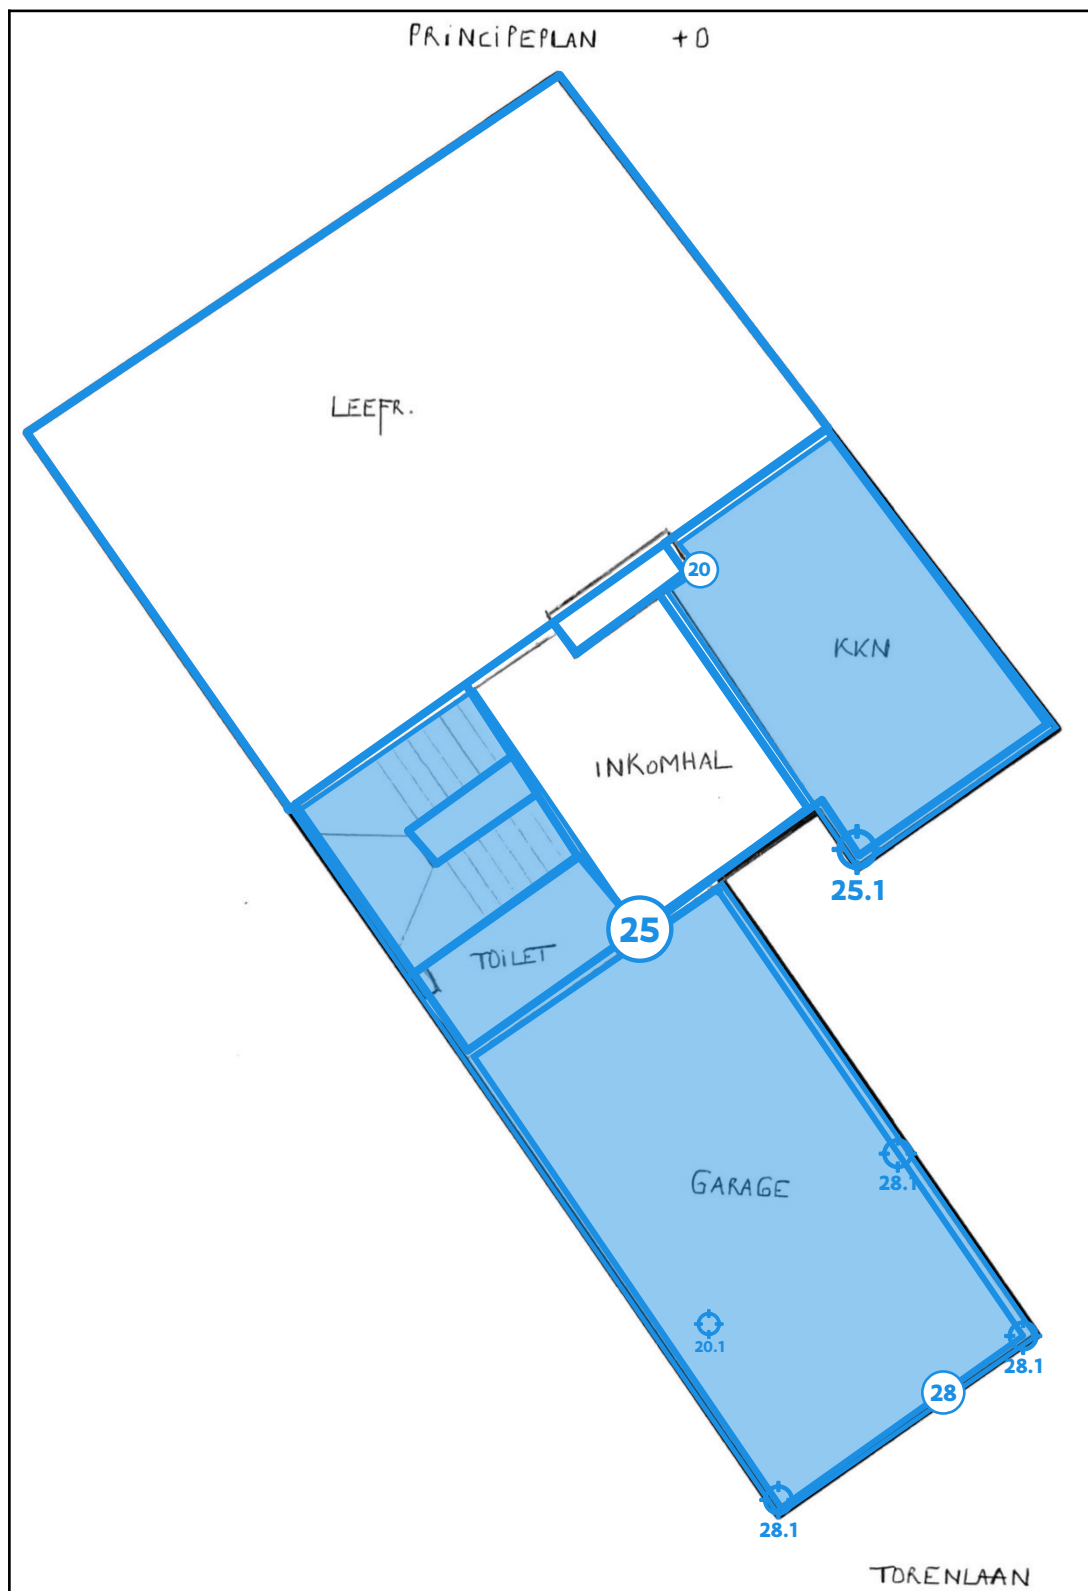 PRINCIPEPLAN +0
LEEFR.
20
KKN
INKOMHAL
25.1
25
TOILET
28.1
GARAGE
20.1
28.1
28
28.1
TORENLAAN